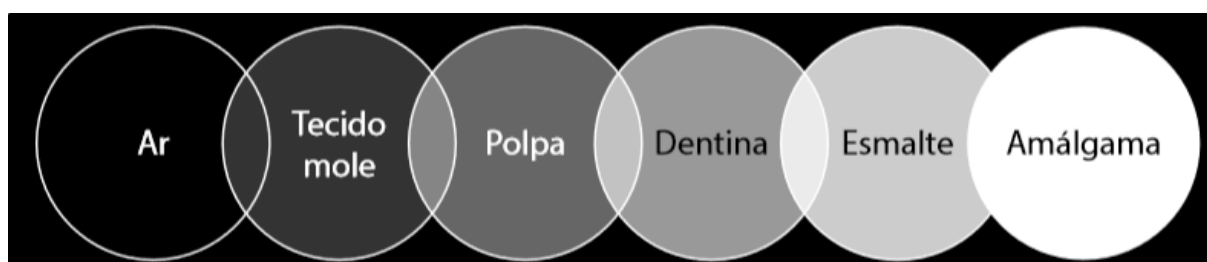 Ar
Tecido
mole
Polpa
Dentina
Esmalte
Amálgama